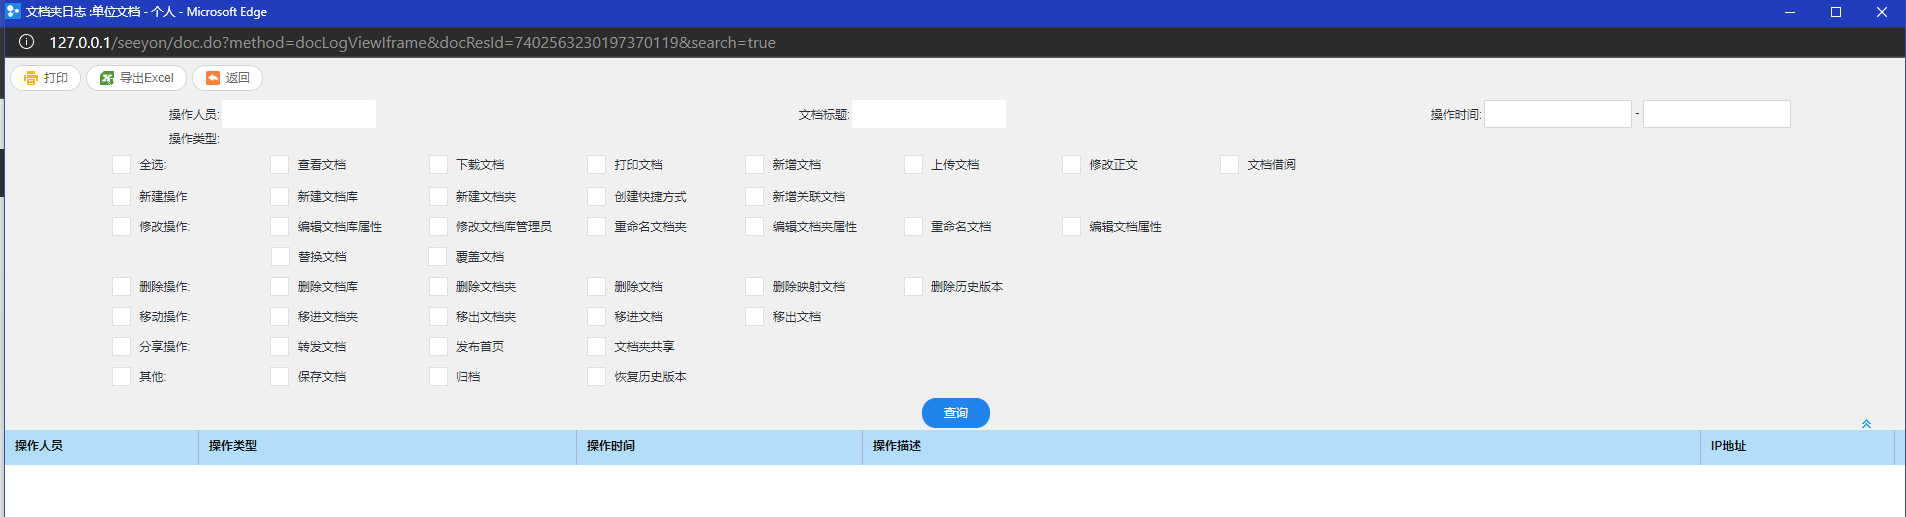 文档夹日志 :单位文档 - 个人 - Microsoft Edge
127.0.0.1/seeyon/doc.do?method=docLogViewIframe&docResId=7402563230197370119&search=true
打印 导出Excel 返回
操作人员: 文档标题: 操作时间: -
操作类型:
全选: 查看文档 下载文档 打印文档 新增文档 上传文档 修改正文 文档借阅
新建操作 新建文档库 新建文档夹 创建快捷方式 新增关联文档
修改操作: 编辑文档库属性 修改文档库管理员 重命名文档夹 编辑文档夹属性 重命名文档 编辑文档属性
替换文档 覆盖文档
删除操作: 删除文档库 删除文档夹 删除文档 删除映射文档 删除历史版本
移动操作: 移进文档夹 移出文档夹 移进文档 移出文档
分享操作: 转发文档 发布首页 文档夹共享
其他: 保存文档 归档 恢复历史版本
查询
操作人员 操作类型 操作时间 操作描述 IP地址